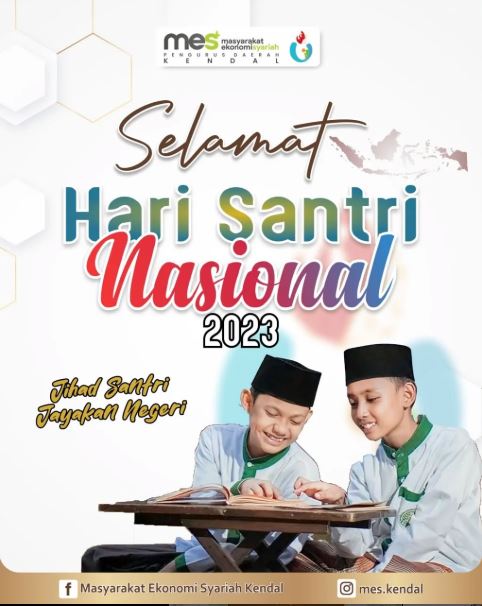 mes masyarakat
ekonomi syariah
PENGURUS DAERAH
KENDAL
Selamat
Hari Santri
Nasional
2023
Jihad Santri
Jayakan Negeri
Masyarakat Ekonomi Syariah Kendal
mes.kendal